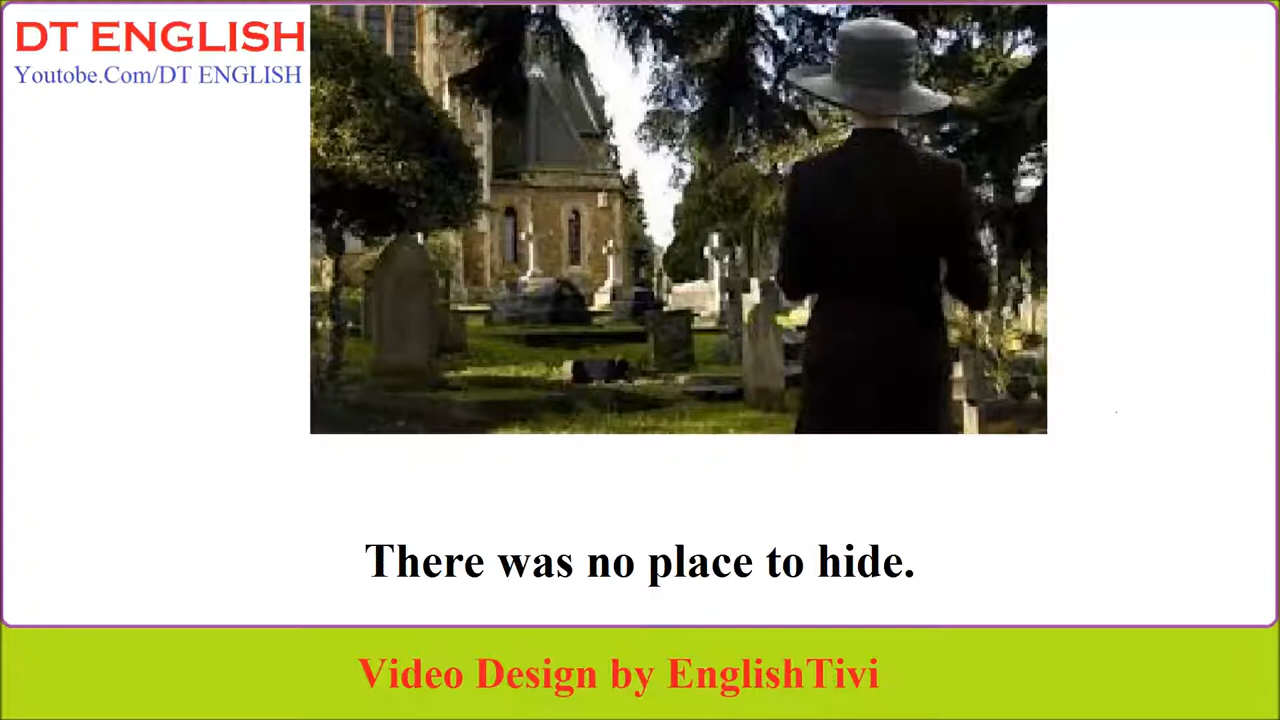 DT ENGLISH
Youtobe.Com/DT ENGLISH
There was no place to hide.
Video Design by EnglishTivi